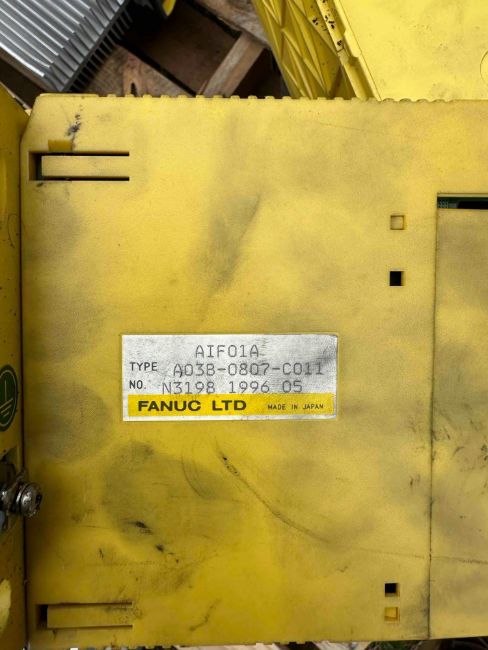 AIF01A
TYPE A03B-0807-C011
NO. N3198 1996 05
FANUC LTD MADE IN JAPAN